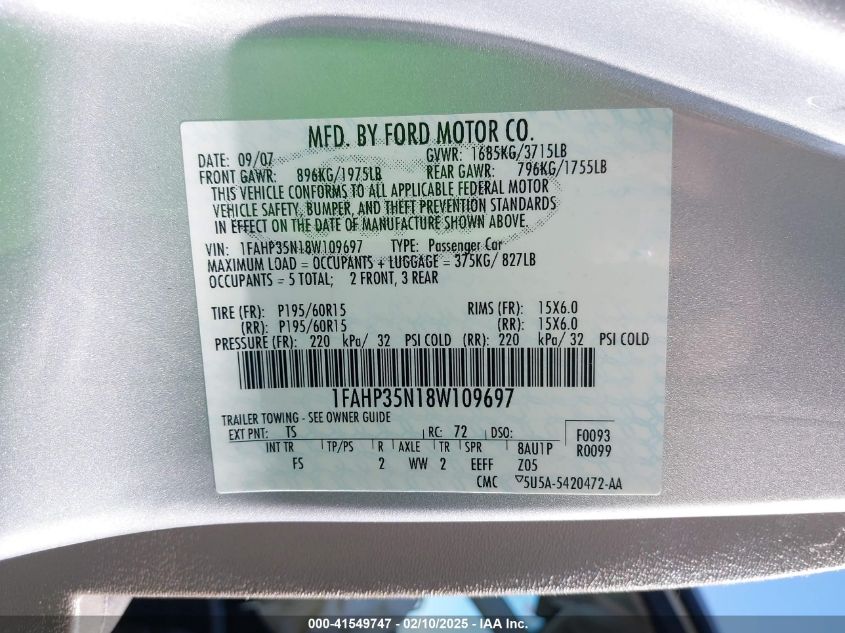 MFD. BY FORD MOTOR CO.
DATE: 09/07 GVWR: 1685KG/3715LB
FRONT GAWR: 896KG/1975LB REAR GAWR: 796KG/1755LB
THIS VEHICLE CONFORMS TO ALL APPLICABLE FEDERAL MOTOR
VEHICLE SAFETY, BUMPER, AND THEFT PREVENTION STANDARDS
IN EFFECT ON THE DATE OF MANUFACTURE SHOWN ABOVE.
VIN: 1FAHP35N18W109697 TYPE: Passenger Car
MAXIMUM LOAD = OCCUPANTS + LUGGAGE = 375KG/ 827LB
OCCUPANTS = 5 TOTAL; 2 FRONT, 3 REAR
TIRE (FR): P195/60R15 RIMS (FR): 15X6.0
(RR): P195/60R15 (RR): 15X6.0
PRESSURE (FR): 220 kPa/ 32 PSI COLD (RR): 220 kPa/ 32 PSI COLD
1FAHP35N18W109697
TRAILER TOWING - SEE OWNER GUIDE
EXT PNT: TS RC: 72 DSO: F0093
INT TR TP/PS R AXLE TR SPR 8AU1P R0099
FS 2 WW 2 EEFF Z05
CMC ▽5U5A-5420472-AA
000-41549747 - 02/10/2025 - IAA Inc.